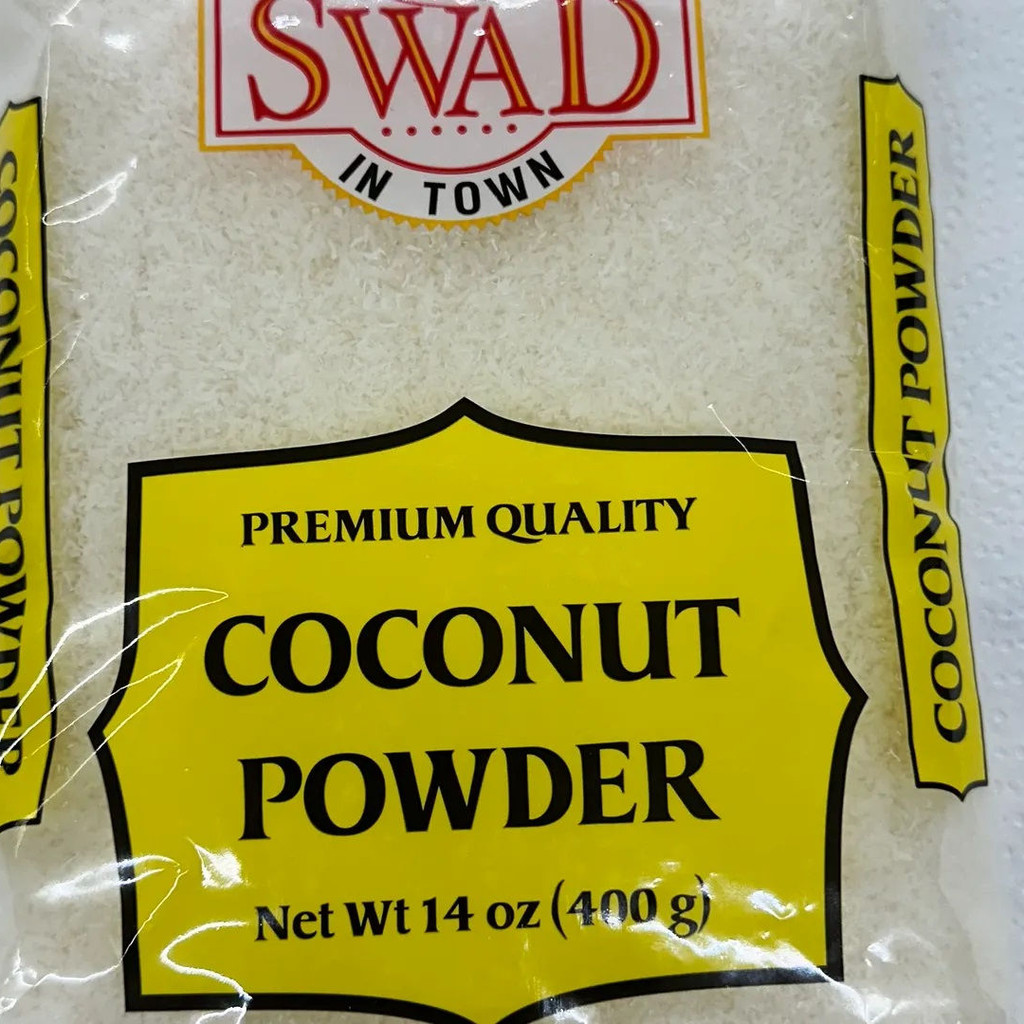 SWAD
IN TOWN
PREMIUM QUALITY
COCONUT
POWDER
Net Wt 14 oz (400 g)
COCONUT POWDER
COCONUT POWDER